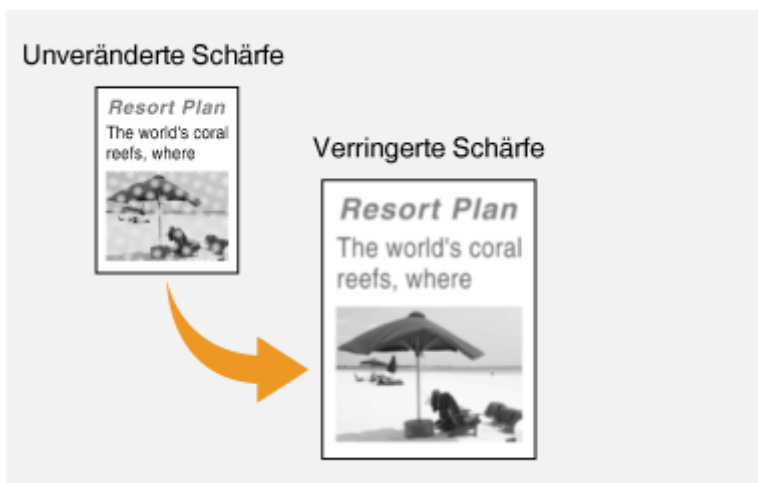 Unveränderte Schärfe
Resort Plan
The world's coral
reefs, where
Verringerte Schärfe
Resort Plan
The world's coral
reefs, where